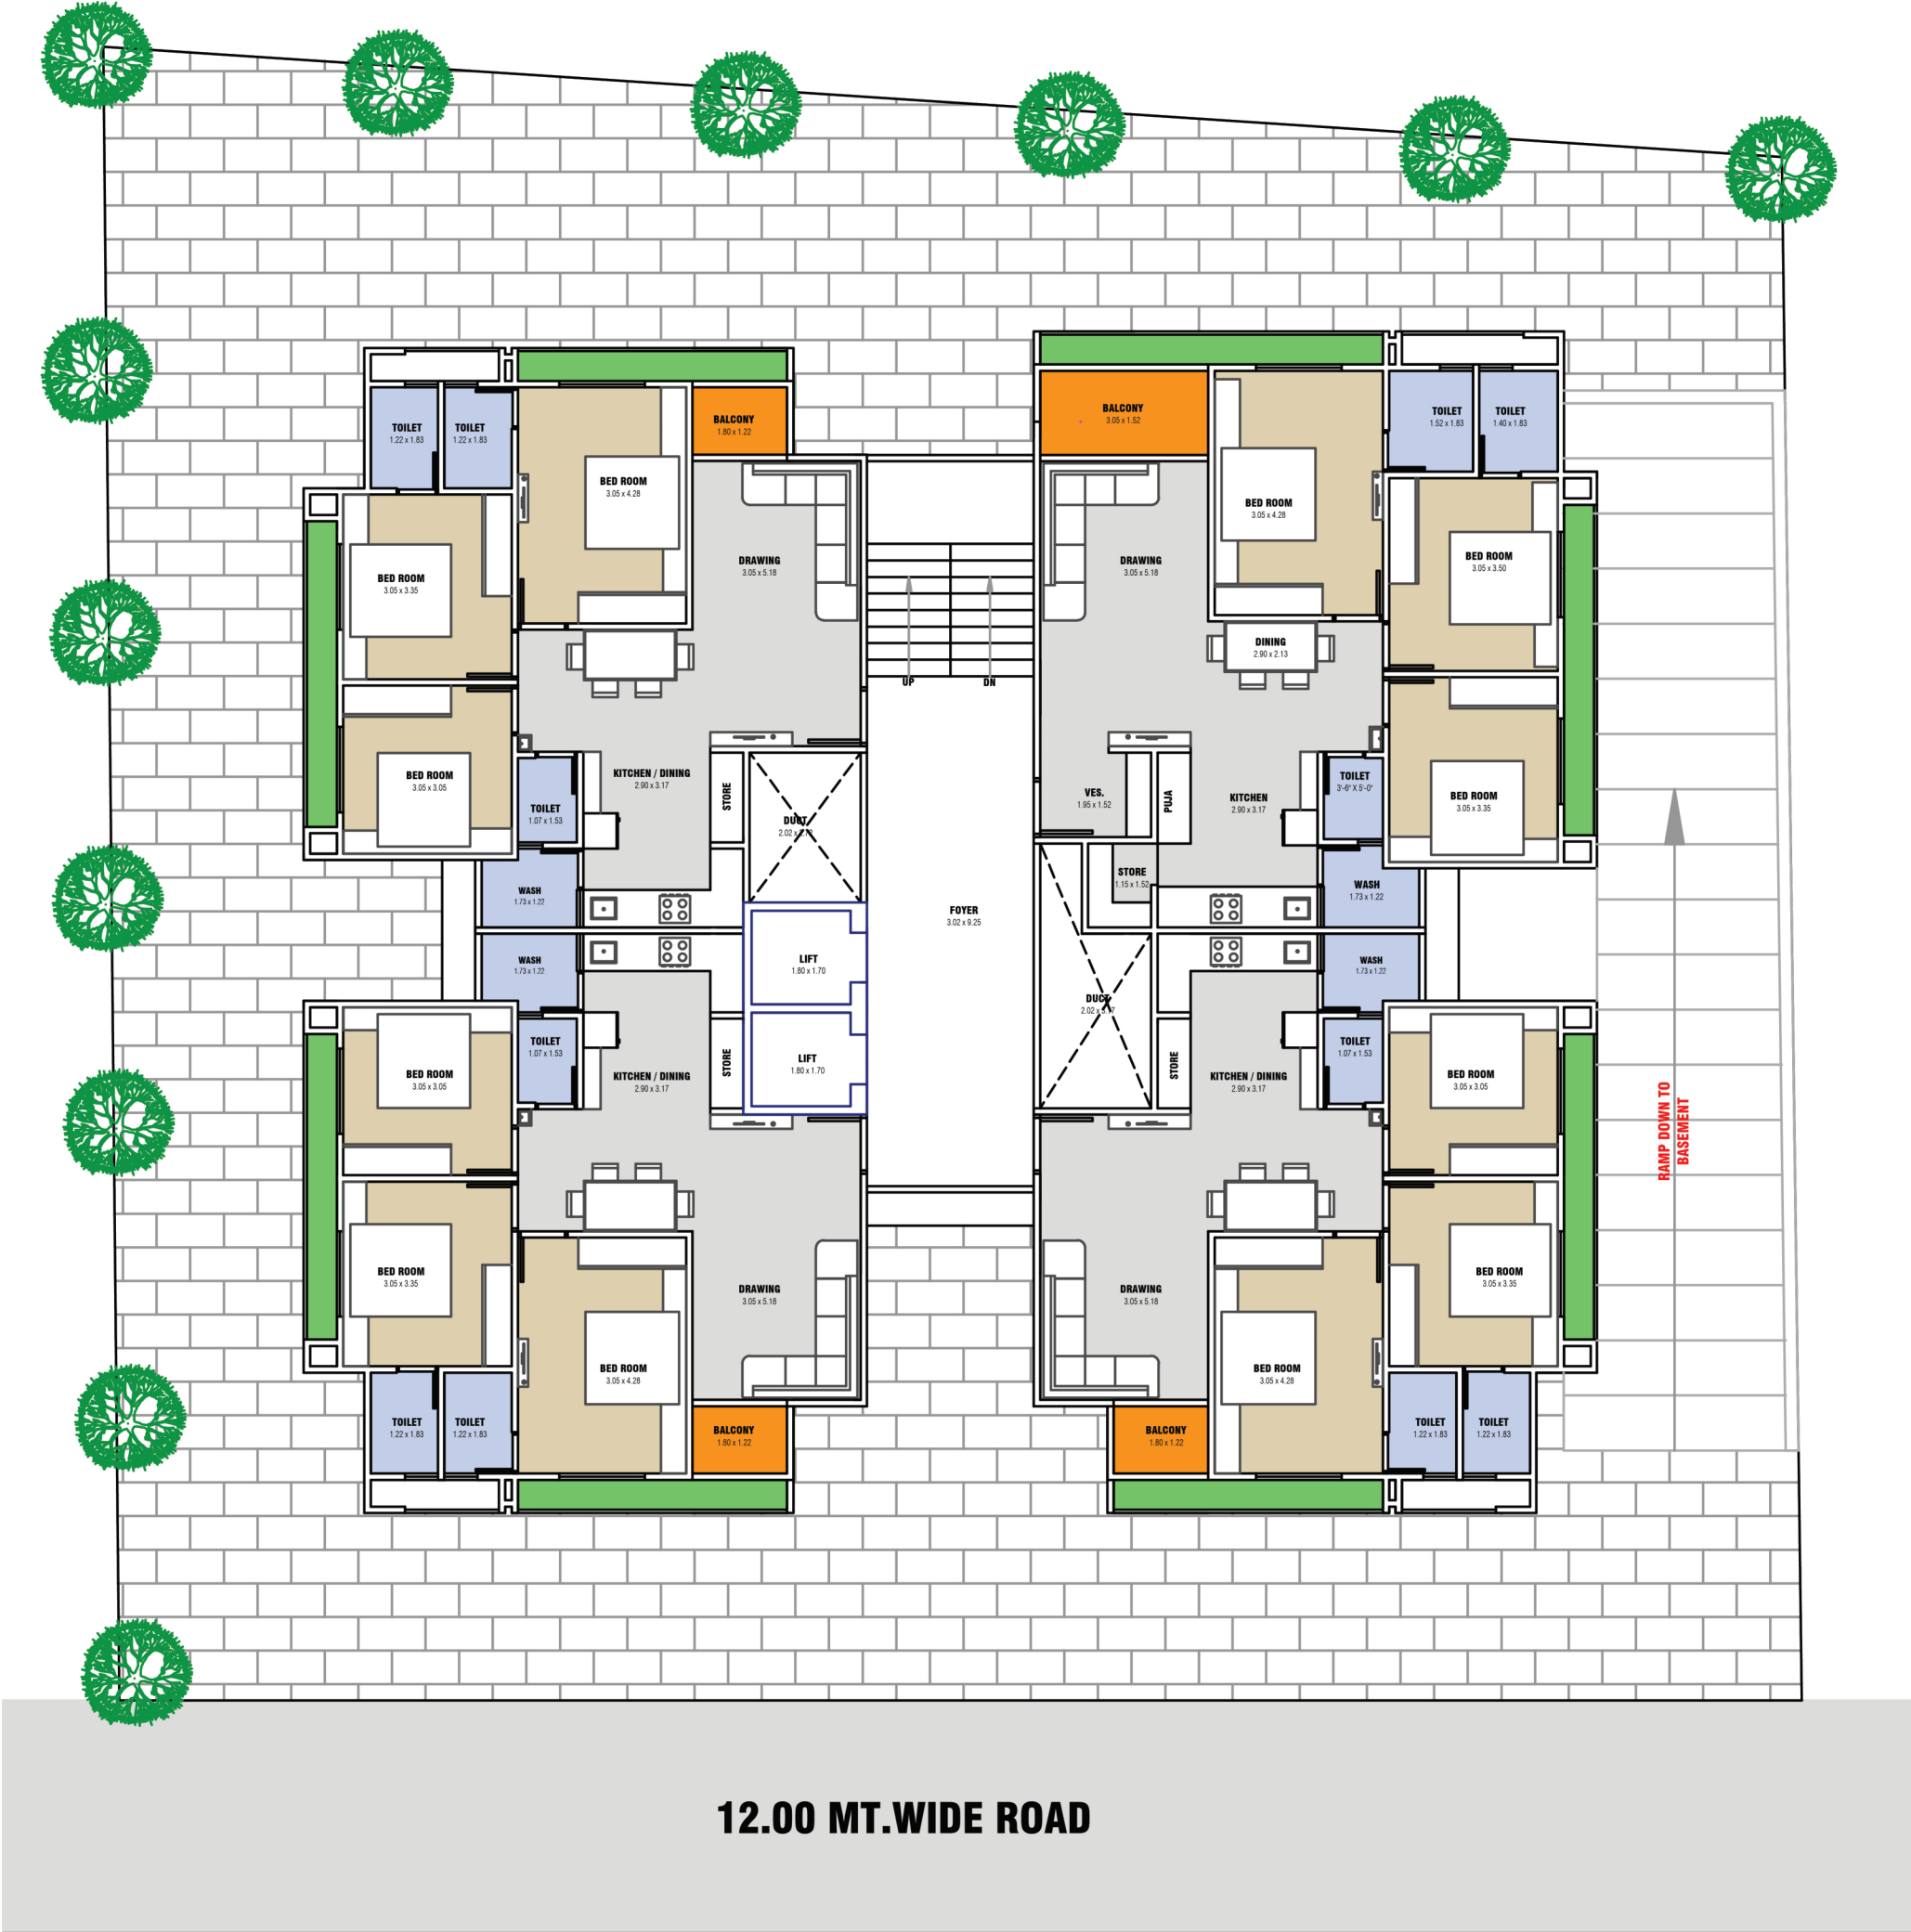 TOILET
1.22 x 1.83
TOILET
1.22 x 1.83
BALCONY
1.80 x 1.22
BED ROOM
3.05 x 4.28
BED ROOM
3.05 x 3.35
DRAWING
3.05 x 5.18
BED ROOM
3.05 x 3.05
TOILET
1.07 x 1.53
KITCHEN / DINING
2.90 x 3.17
STORE
DUCT
WASH
1.73 x 1.22
BALCONY
3.05 x 1.52
TOILET
1.52 x 1.83
TOILET
1.40 x 1.83
BED ROOM
3.05 x 4.28
BED ROOM
3.05 x 3.50
DRAWING
3.05 x 5.18
DINING
2.90 x 2.13
UP
DN
VES.
1.95 x 1.52
PUJA
KITCHEN
2.90 x 3.17
TOILET
3'-6" X 5'-0"
BED ROOM
3.05 x 3.35
STORE
1.15 x 1.52
WASH
1.73 x 1.22
FOYER
3.02 x 9.25
WASH
1.73 x 1.22
LIFT
1.80 x 1.70
LIFT
1.80 x 1.70
TOILET
1.07 x 1.53
BED ROOM
3.05 x 3.05
KITCHEN / DINING
2.90 x 3.17
STORE
BED ROOM
3.05 x 3.35
DRAWING
3.05 x 5.18
BED ROOM
3.05 x 4.28
TOILET
1.22 x 1.83
TOILET
1.22 x 1.83
BALCONY
1.80 x 1.22
DUCT
WASH
1.73 x 1.22
STORE
KITCHEN / DINING
2.90 x 3.17
TOILET
1.07 x 1.53
BED ROOM
3.05 x 3.05
DRAWING
3.05 x 5.18
BED ROOM
3.05 x 3.35
BED ROOM
3.05 x 4.28
BALCONY
1.80 x 1.22
TOILET
1.22 x 1.83
TOILET
1.22 x 1.83
RAMP DOWN TO
BASEMENT
12.00 MT.WIDE ROAD